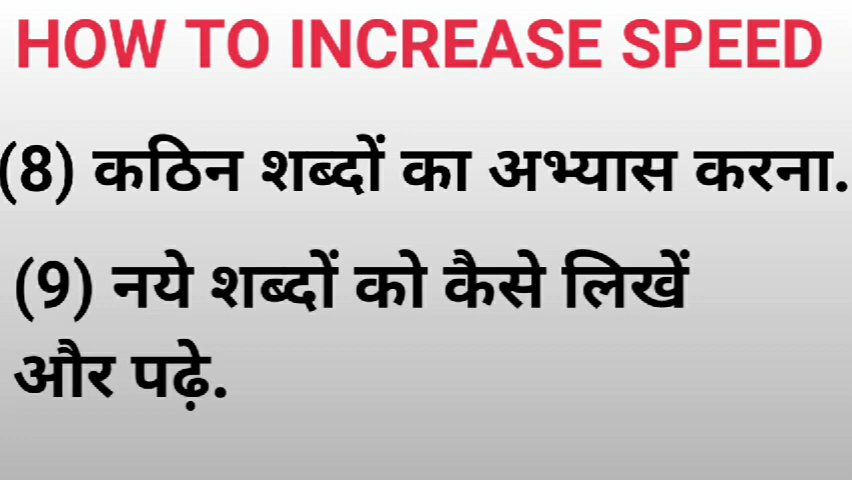 HOW TO INCREASE SPEED
(8) कठिन शब्दों का अभ्यास करना.
(9) नये शब्दों को कैसे लिखें
और पढ़े.